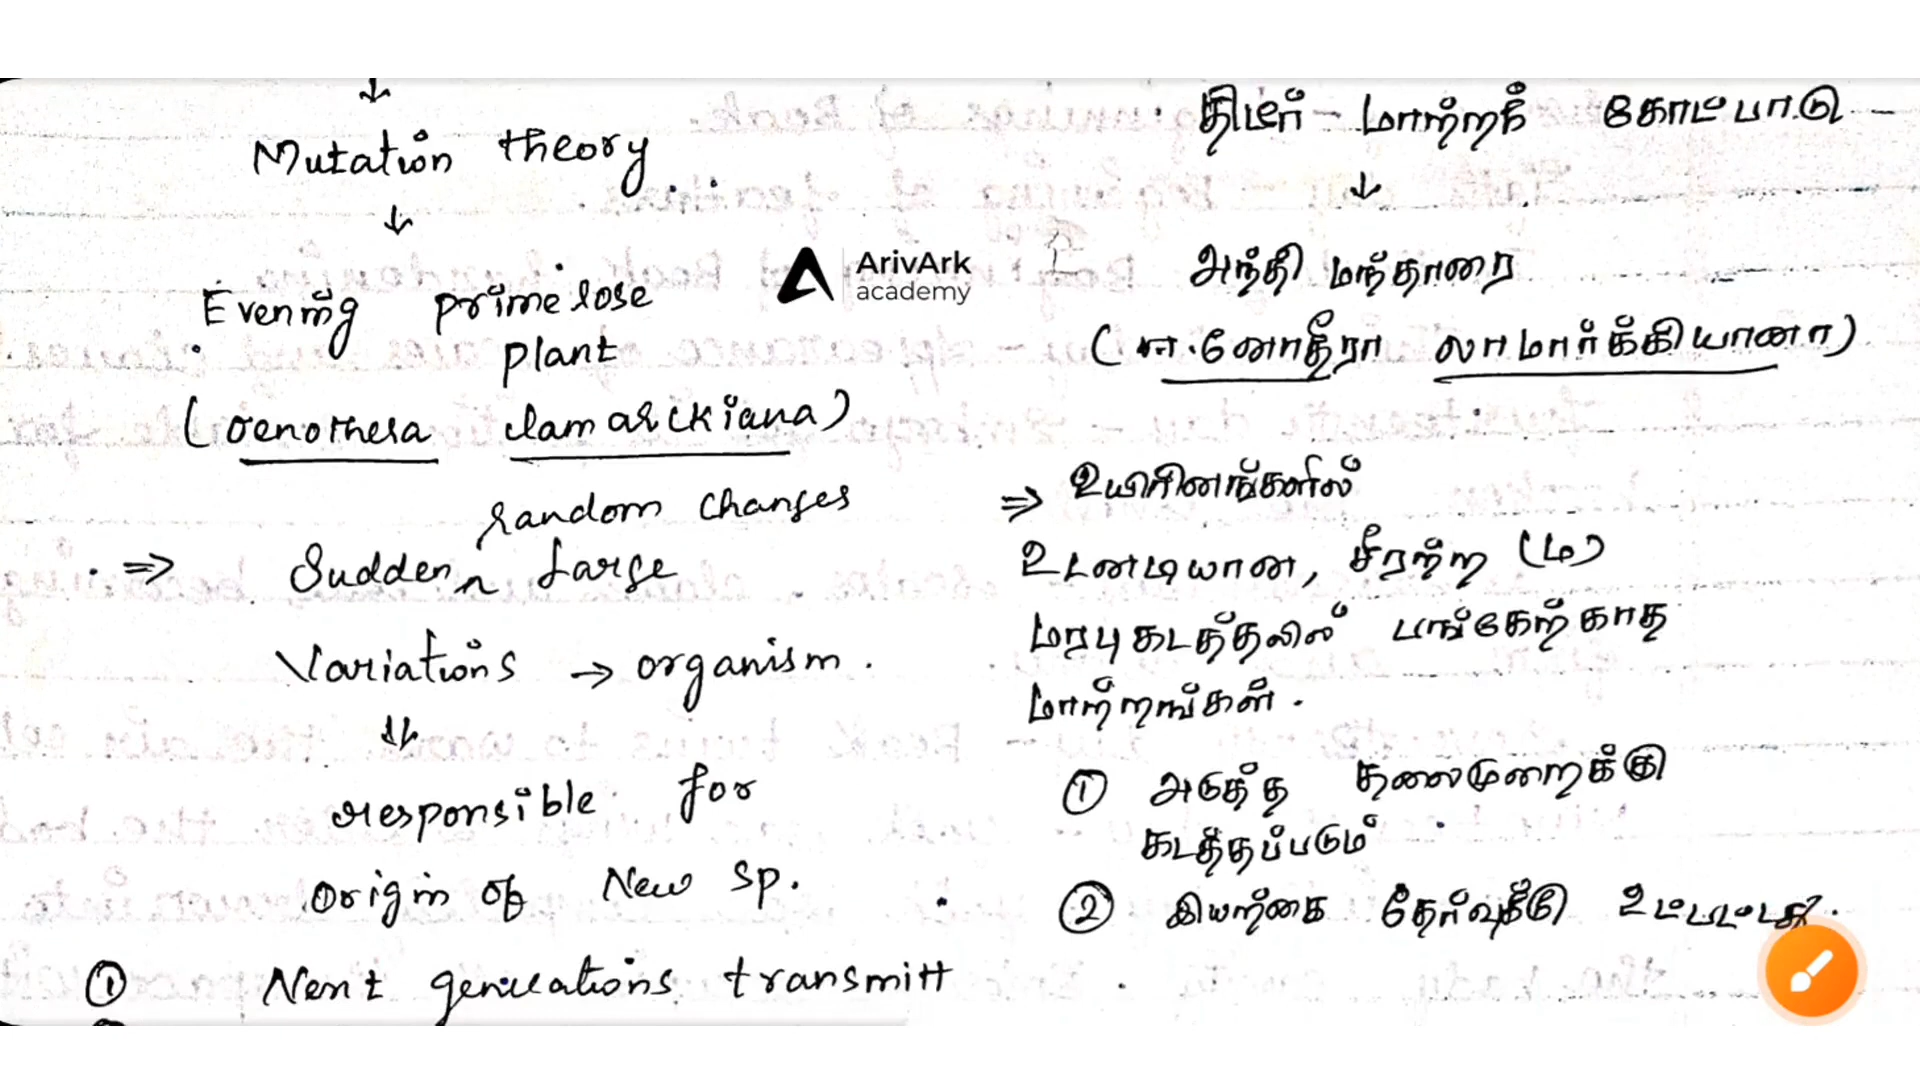 Mutation theory
Evening primelose
plant
(oenothera lamarckiana)
random changes
⇒ Sudden large
Variations → organism.
responsible for
Origin of New sp.
① Next generations transmitt
ArivArk
academy
திடீர் - மாற்றக் கோட்பாடு -
அந்தி மந்தாரை
(ஈ.னோதீரா லாமார்க்கியானா)
⇒ உயிரினங்களில்
உடனடியான, சீரற்ற (ம)
மரபு கடத்தலில் பங்கேற்காத
மாற்றங்கள்.
① அடுத்த தலைமுறைக்கு
கடத்தப்படும்
② இயற்கை தேர்வுக்கு உட்பட்டது.